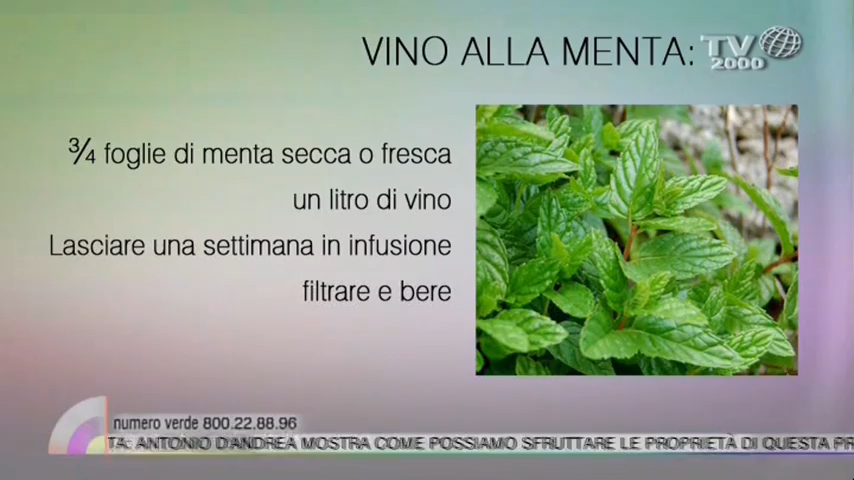 VINO ALLA MENTA:
TV
2000
¾ foglie di menta secca o fresca
un litro di vino
Lasciare una settimana in infusione
filtrare e bere
numero verde 800.22.88.96
TA: ANTONIO D'ANDREA MOSTRA COME POSSIAMO SFRUTTARE LE PROPRIETÀ DI QUESTA